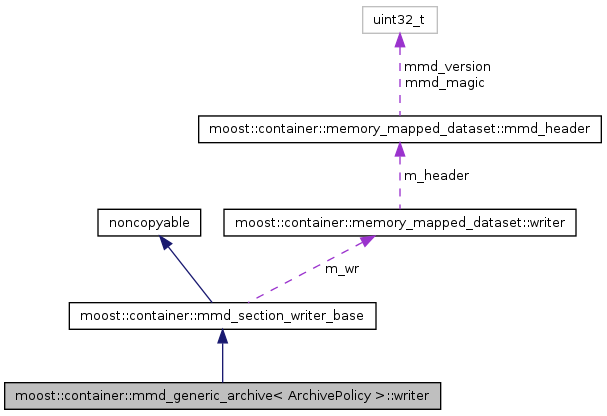 uint32_t
mmd_version
mmd_magic
moost::container::memory_mapped_dataset::mmd_header
m_header
noncopyable
moost::container::memory_mapped_dataset::writer
m_wr
moost::container::mmd_section_writer_base
moost::container::mmd_generic_archive< ArchivePolicy >::writer